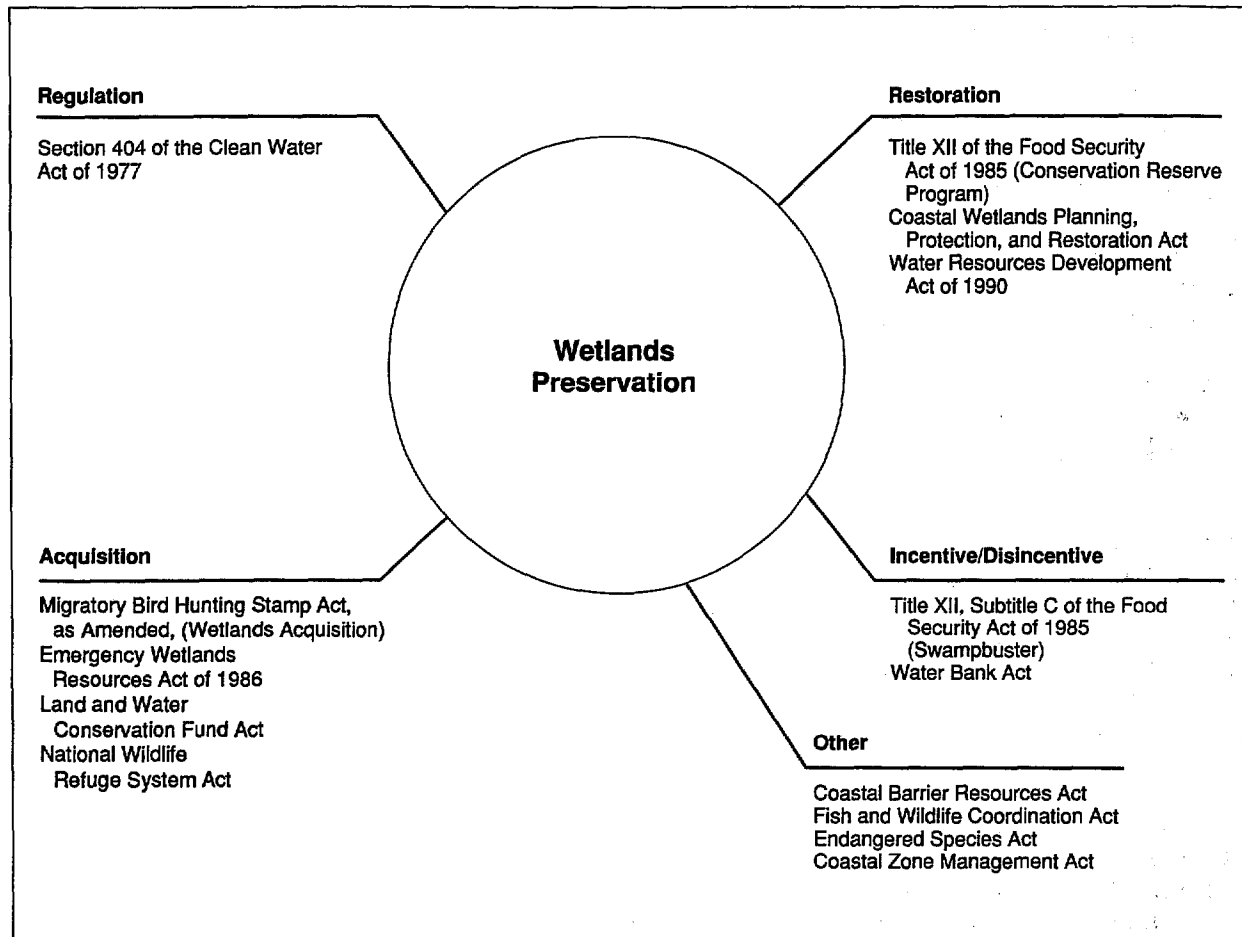 Regulation
Section 404 of the Clean Water
Act of 1977
Restoration
Title XII of the Food Security
Act of 1985 (Conservation Reserve
Program)
Coastal Wetlands Planning,
Protection, and Restoration Act
Water Resources Development
Act of 1990
Wetlands
Preservation
Acquisition
Migratory Bird Hunting Stamp Act,
as Amended, (Wetlands Acquisition)
Emergency Wetlands
Resources Act of 1986
Land and Water
Conservation Fund Act
National Wildlife
Refuge System Act
Incentive/Disincentive
Title XII, Subtitle C of the Food
Security Act of 1985
(Swampbuster)
Water Bank Act
Other
Coastal Barrier Resources Act
Fish and Wildlife Coordination Act
Endangered Species Act
Coastal Zone Management Act